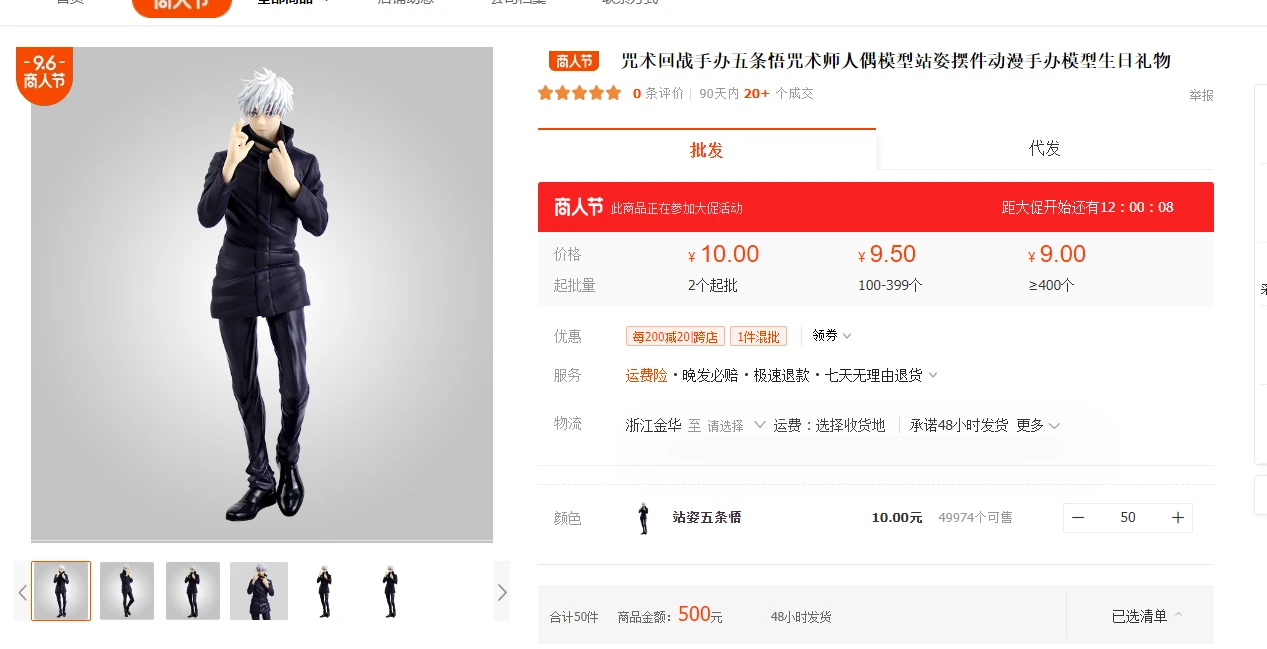 首页
商人节
全部商品
店铺动态
公司档案
联系方式
-9.6-
商人节
商人节 咒术回战手办五条悟咒术师人偶模型站姿摆件动漫手办模型生日礼物
0 条评价 90天内 20+ 个成交
举报
批发
代发
商人节 此商品正在参加大促活动
距大促开始还有12：00：08
价格 ¥ 10.00 ¥ 9.50 ¥ 9.00
起批量 2个起批 100-399个 ≥400个
优惠 每200减20|跨店 1件混批 领券
服务 运费险·晚发必赔·极速退款·七天无理由退货
物流 浙江金华 至 请选择 运费：选择收货地 承诺48小时发货 更多
颜色 站姿五条悟 10.00元 49974个可售 − 50 +
合计50件 商品金额：500元 48小时发货 已选清单